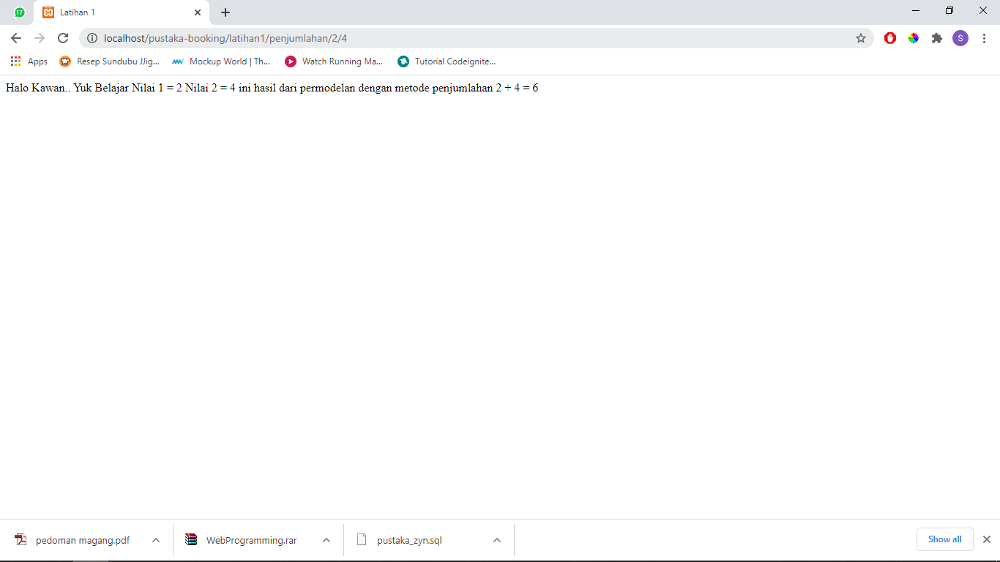 17
Latihan 1
localhost/pustaka-booking/latihan1/penjumlahan/2/4
S
Apps Resep Sundubu JJig... Mockup World | Th... Watch Running Ma... Tutorial Codeignite...
Halo Kawan.. Yuk Belajar Nilai 1 = 2 Nilai 2 = 4 ini hasil dari permodelan dengan metode penjumlahan 2 + 4 = 6
pedoman magang.pdf WebProgramming.rar pustaka_zyn.sql Show all